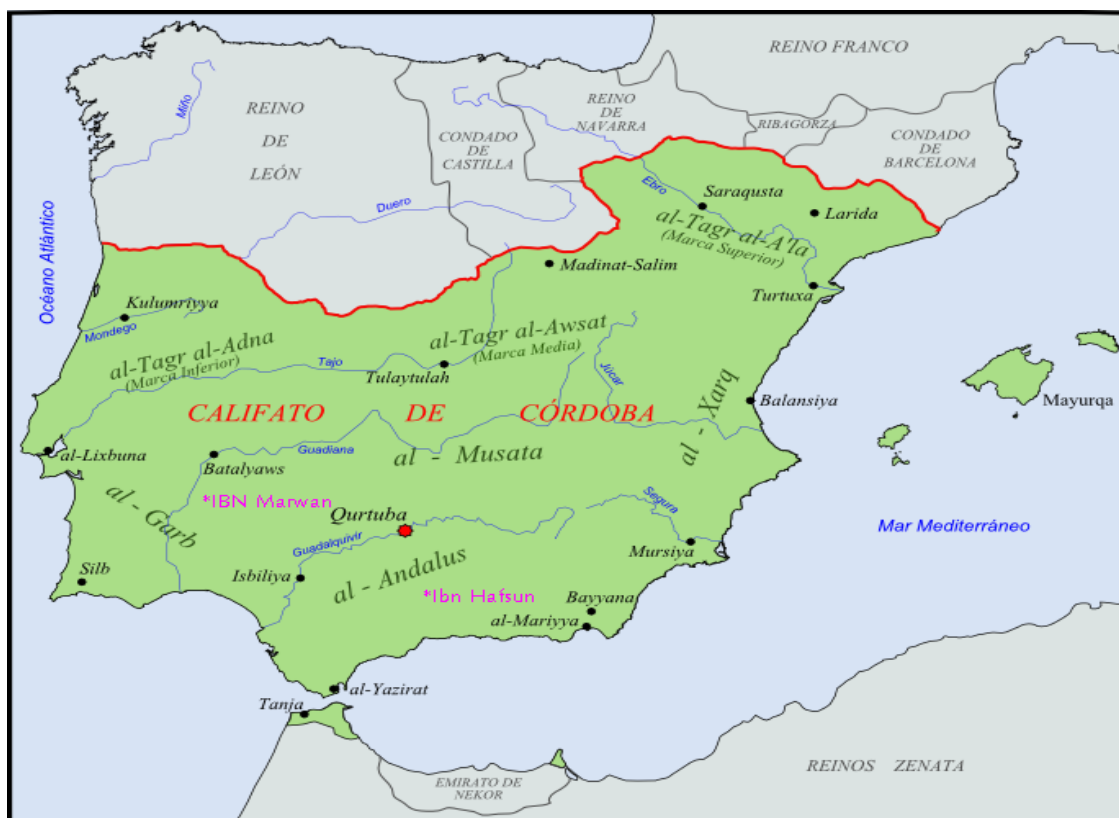 REINO FRANCO
REINO
DE
LEÓN
Miño
CONDADO
DE
CASTILLA
REINO
DE
NAVARRA
RIBAGORZA
CONDADO
DE
BARCELONA
Duero
Ebro
Saraqusta
Larida
al-Tagr al-A'la
(Marca Superior)
Océano Atlántico
Madinat-Salim
Turtuxa
Kulumriyya
Mondego
al-Tagr al-Adna
(Marca Inferior)
al-Tagr al-Awsat
(Marca Media)
Tajo
Tulaytulah
Júcar
al - Xarq
Balansiya
Mayurqa
CALIFATO DE CÓRDOBA
al-Lixbuna
Batalyaws
Guadiana
al - Musata
*IBN Marwan
al - Garb
Qurtuba
Segura
Mar Mediterráneo
Guadalquivir
Mursiya
Silb
Isbiliya
al - Andalus
*Ibn Hafsun
Bayyana
al-Mariyya
al-Yazirat
Tanja
EMIRATO DE
NEKOR
REINOS ZENATA